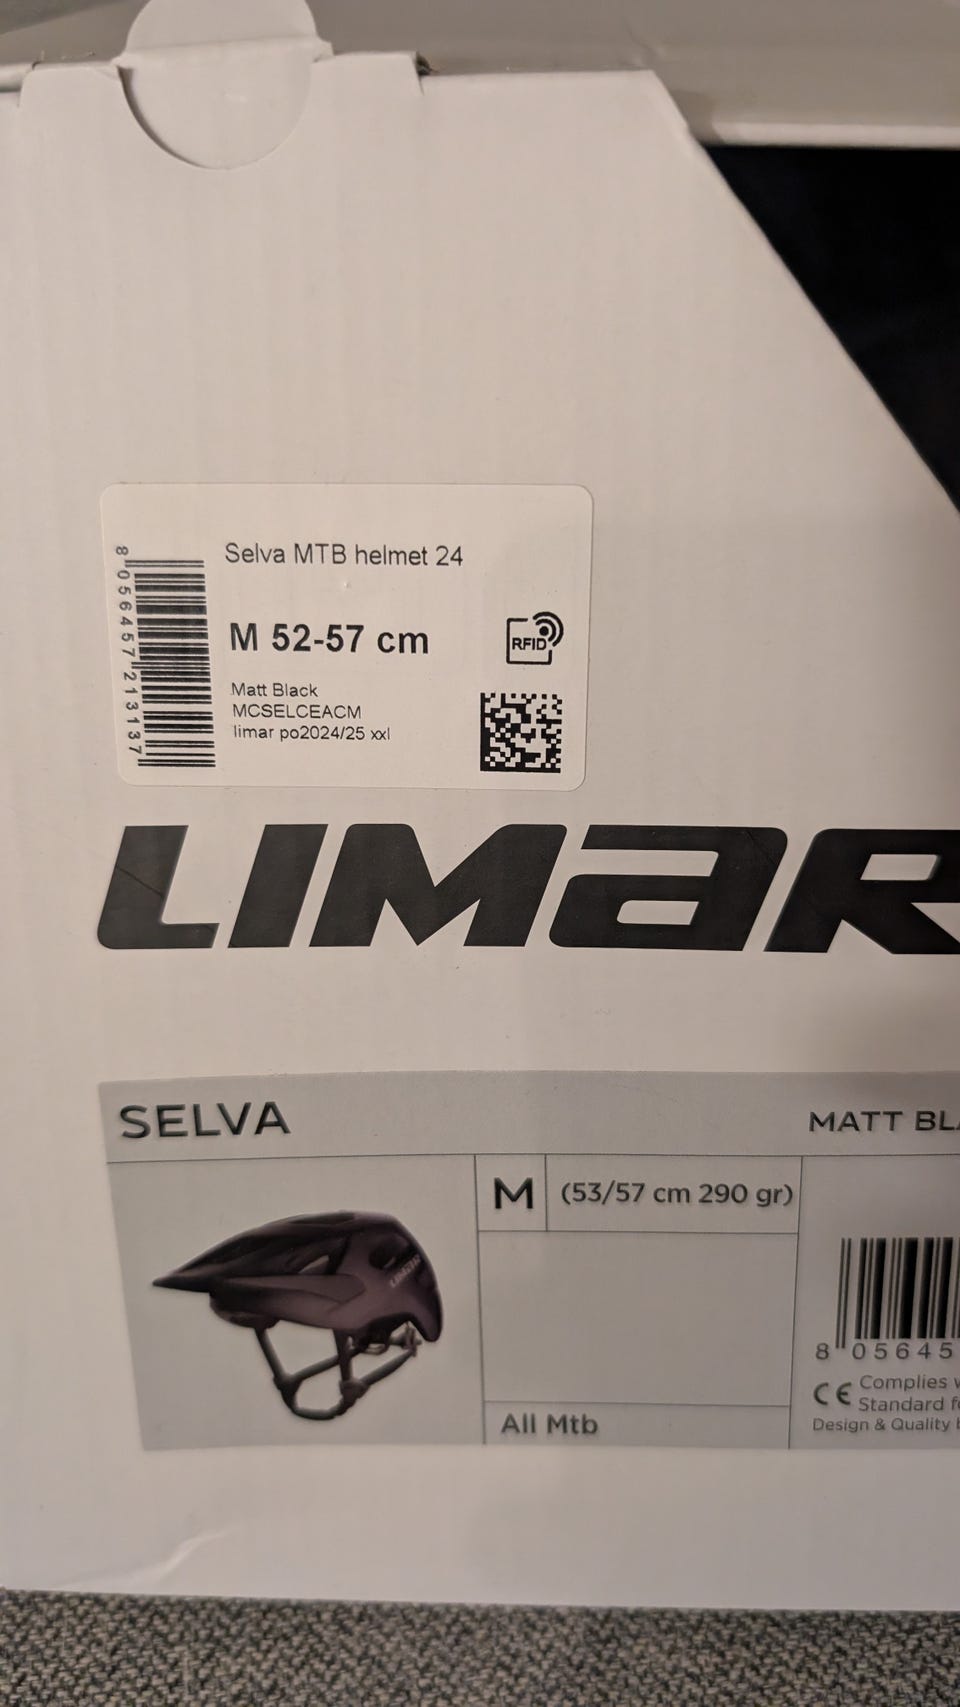 8 056457 213137
Selva MTB helmet 24
M 52-57 cm
RFID
Matt Black
MCSELCEACM
limar po2024/25 xxl
LIMAR
SELVA
MATT BL
M
(53/57 cm 290 gr)
LIMAR
8 05645
CE Complies
Standard
Design & Quality
All Mtb